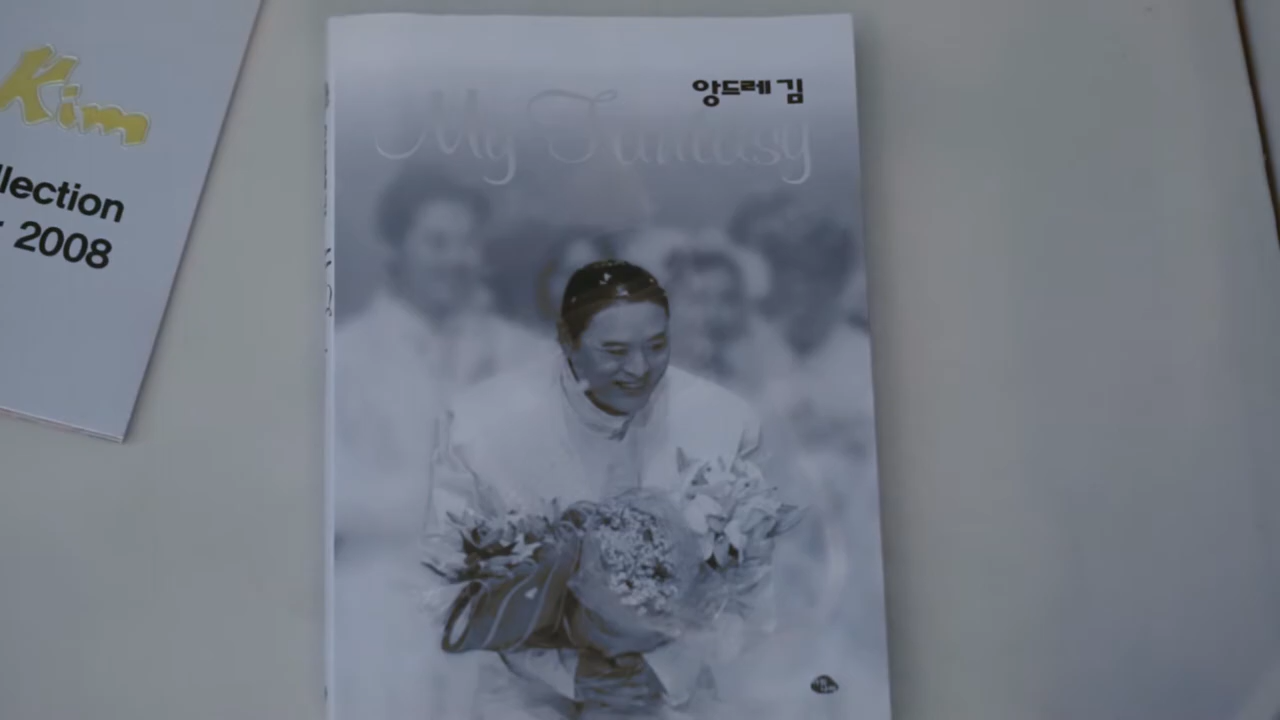 Kim
llection
r 2008
앙드레 김
My Fantasy